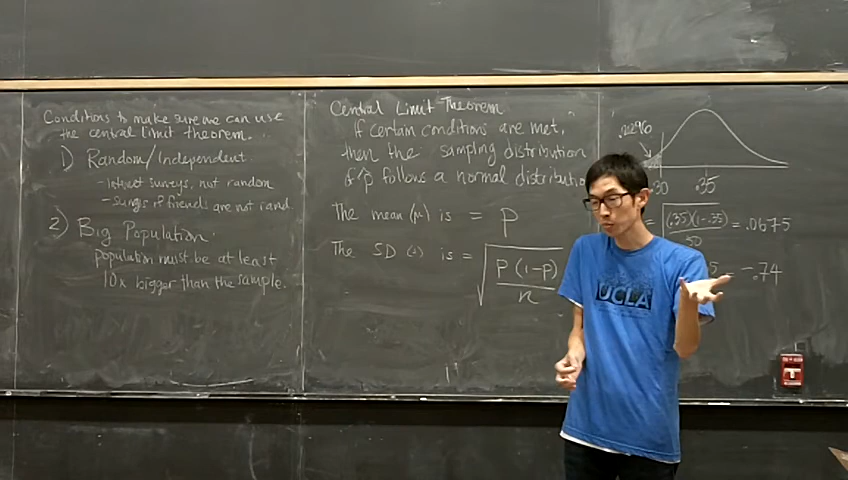 Conditions to make sure we can use
the central limit theorem.
1) Random/Independent
- internet surveys, not random
- surveys of friends are not rand.
2) Big Population.
population must be at least
10x bigger than the sample.
Central Limit Theorem
If certain conditions are met,
then the sampling distribution
of p̂ follows a normal distributio
The mean (μ) is = p
The SD is = √ p(1-p) / n
.30 .35
= √ (.35)(1-.35) / 50 = .0675
= -.74
UCLA